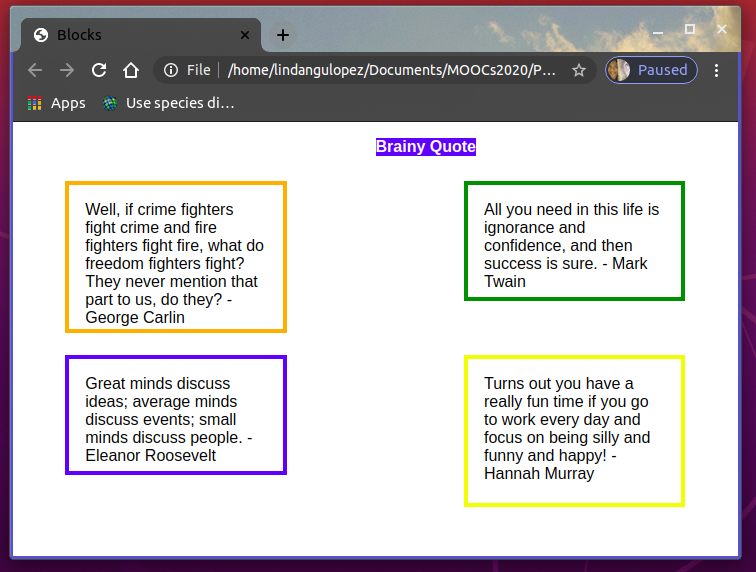 Blocks
File
/home/lindangulopez/Documents/MOOCs2020/P…
Paused
Apps
Use species di…
Brainy Quote
Well, if crime fighters
fight crime and fire
fighters fight fire, what do
freedom fighters fight?
They never mention that
part to us, do they? -
George Carlin
All you need in this life is
ignorance and
confidence, and then
success is sure. - Mark
Twain
Great minds discuss
ideas; average minds
discuss events; small
minds discuss people. -
Eleanor Roosevelt
Turns out you have a
really fun time if you go
to work every day and
focus on being silly and
funny and happy! -
Hannah Murray